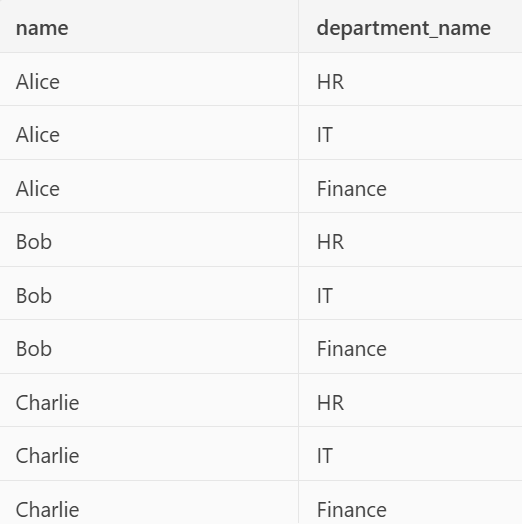 name department_name
Alice HR
Alice IT
Alice Finance
Bob HR
Bob IT
Bob Finance
Charlie HR
Charlie IT
Charlie Finance